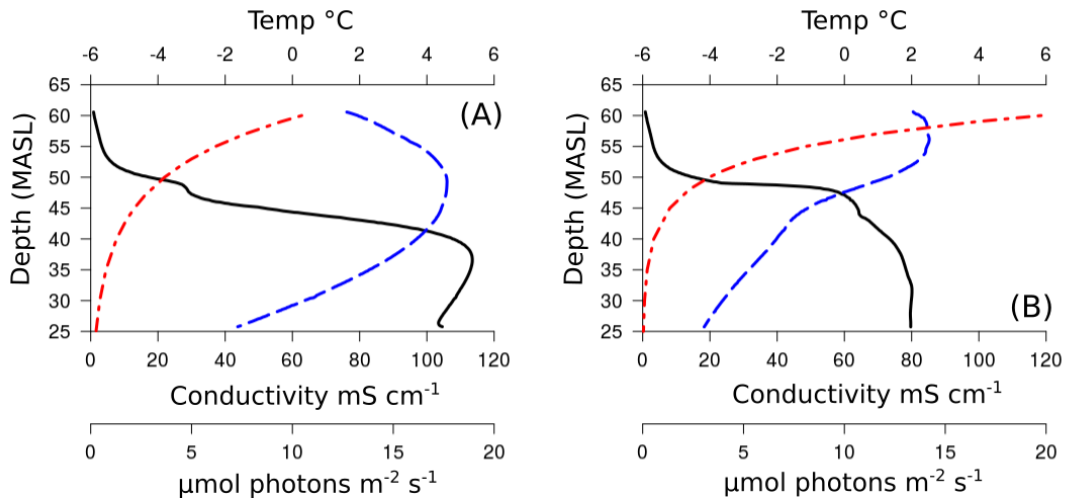 Temp °C
-6 -4 -2 0 2 4 6
65
60
55
50
45
40
35
30
25
Depth (MASL)
(A)
0 20 40 60 80 100 120
Conductivity mS cm-1
0 5 10 15 20
μmol photons m-2 s-1
Temp °C
-6 -4 -2 0 2 4 6
65
60
55
50
45
40
35
30
25
Depth (MASL)
(B)
0 20 40 60 80 100 120
Conductivity mS cm-1
0 5 10 15 20
μmol photons m-2 s-1